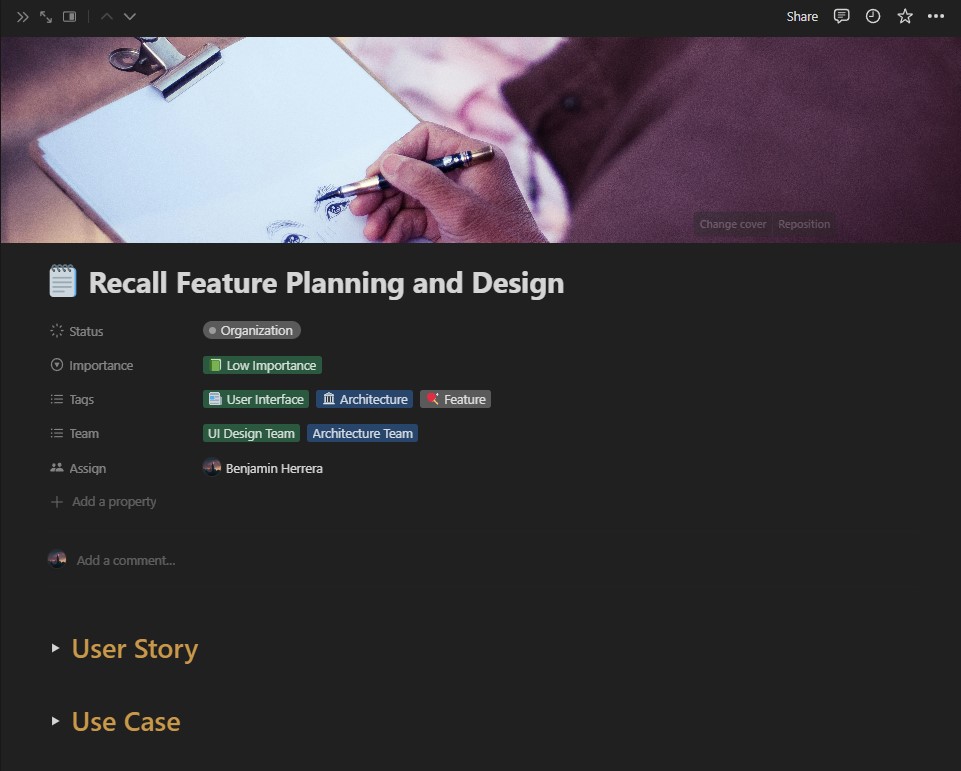 Share
Change cover Reposition
Recall Feature Planning and Design
Status Organization
Importance Low Importance
Tags User Interface Architecture Feature
Team UI Design Team Architecture Team
Assign Benjamin Herrera
Add a property
Add a comment...
User Story
Use Case